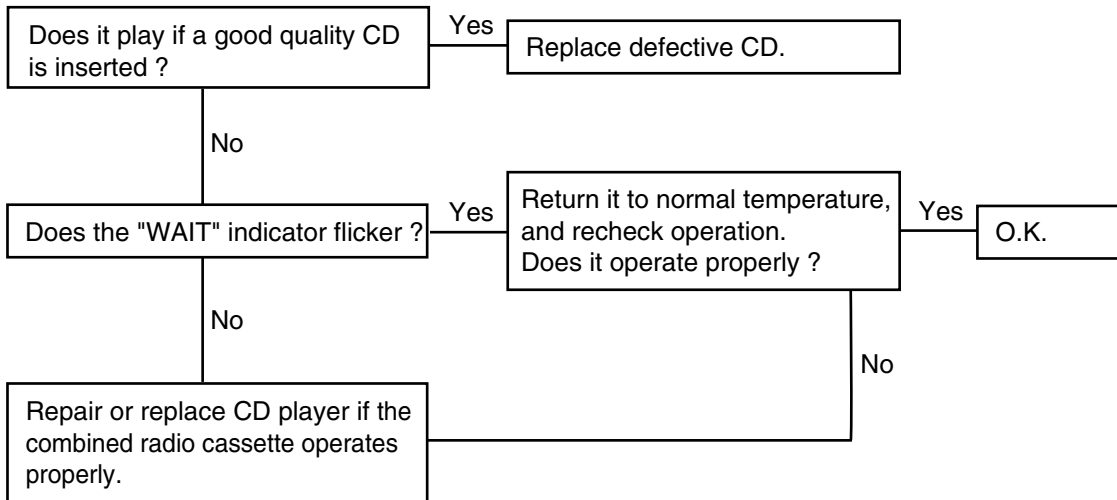 Does it play if a good quality CD
is inserted ?
Yes
Replace defective CD.
No
Does the "WAIT" indicator flicker ?
Yes
Return it to normal temperature,
and recheck operation.
Does it operate properly ?
Yes
O.K.
No
No
Repair or replace CD player if the
combined radio cassette operates
properly.